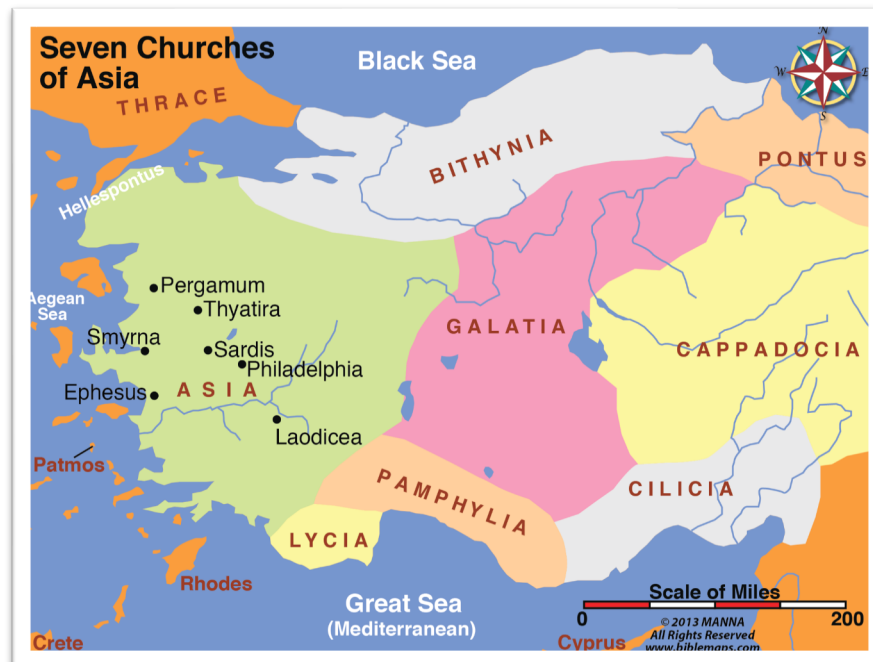 Seven Churches
of Asia
Black Sea
N
W
E
S
THRACE
BITHYNIA
PONTUS
Hellespontus
Pergamum
Thyatira
Aegean
Sea
GALATIA
Smyrna
Sardis
CAPPADOCIA
Philadelphia
Ephesus
ASIA
Laodicea
Patmos
PAMPHYLIA
CILICIA
LYCIA
Rhodes
Scale of Miles
Great Sea
(Mediterranean)
0
200
© 2013 MANNA
All Rights Reserved
www.biblemaps.com
Crete
Cyprus